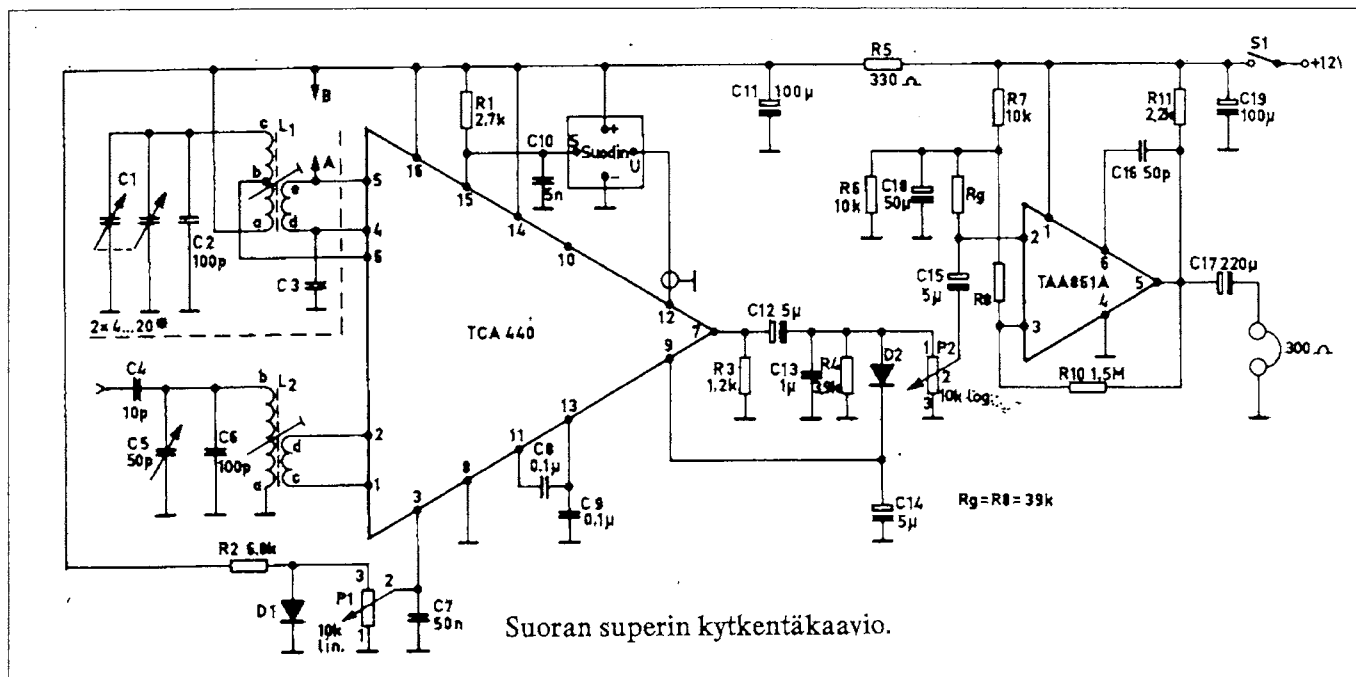 S1
+12V
R5
330 Ω
C11
100µ
R7
10k
R11
2,2k
C19
100µ
B
R1
2.7k
C10
5n
S
+
Suodin
U
-
C16 50p
c
L1
b
A
e
a
d
C1
C2
100p
C3
2×4...20*
5
4
6
16
15
14
10
12
7
9
13
11
8
3
2
1
TCA 440
R6
10k
C18
50µ
Rg
C15
5µ
R8
2
3
1
6
5
4
TAA861A
C17 220µ
300 Ω
R10 1,5M
C12 5µ
R3
1,2k
C13
1µ
R4
3,9k
D2
P2
1
2
3
10k log.
C4
10p
C5
50p
C6
100p
b
L2
a
d
c
C8
0.1µ
C9
0,1µ
C14
5µ
Rg=R8=39k
R2 6,8k
D1
3
2
P1
1
10k
lin.
C7
50n
Suoran superin kytkentäkaavio.